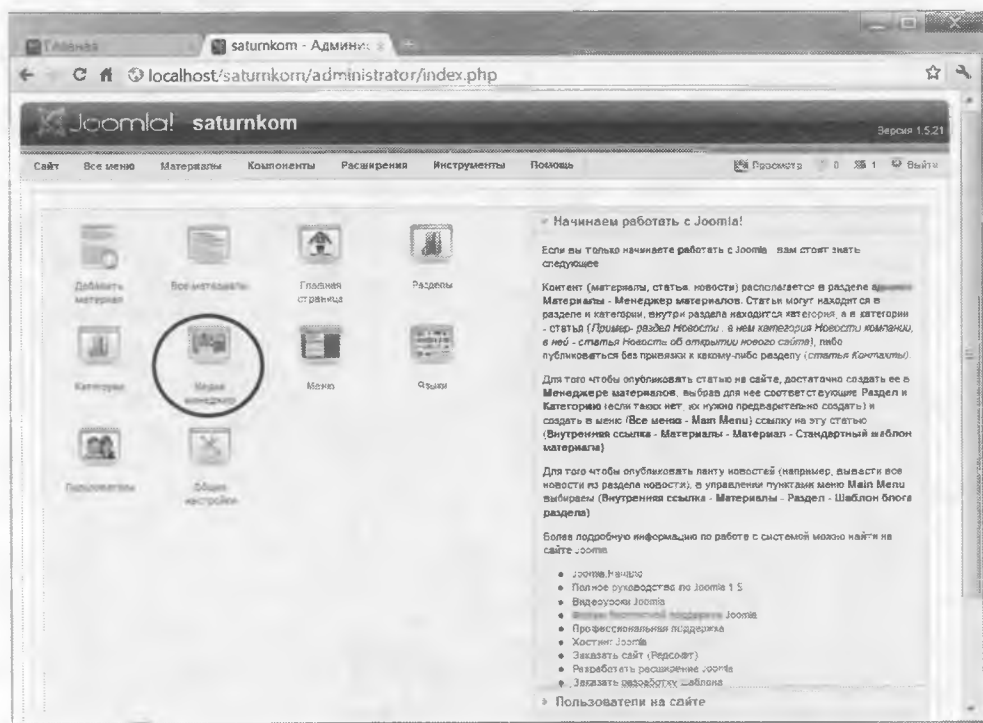 Главная
saturnkom - Админис
localhost/saturnkom/administrator/index.php
Joomla! saturnkom
Версия 1.5.21
Сайт Все меню Материалы Компоненты Расширения Инструменты Помощь Просмотр 0 1 Выйти
Добавить материал
Все материалы
Главная страница
Разделы
Категории
Медиа менеджер
Меню
Языки
Пользователи
Общие настройки
Начинаем работать с Joomla!
Если вы только начинаете работать с Joomla вам стоит знать
следующее
Контент (материалы, статьи, новости) располагается в разделе
Материалы - Менеджер материалов. Статьи могут находится в
разделе и категории, внутри раздела находится категория, а в категории
- статья (Пример- раздел Новости, в нем категория Новости компании,
в ней - статья Новость об открытии нового сайта), либо
публиковаться без привязки к какому-либо разделу (статья Контакты).
Для того чтобы опубликовать статью на сайте, достаточно создать ее в
Менеджере материалов, выбрав для нее соответствующие Раздел и
Категорию (если таких нет, их нужно предварительно создать) и
создать в меню (Все меню - Main Menu) ссылку на эту статью
(Внутренняя ссылка - Материалы - Материал - Стандартный шаблон
материала)
Для того чтобы опубликовать ленту новостей (например, вывести все
новости из раздела новости), в управлении пунктами меню Main Menu
выбираем (Внутренняя ссылка - Материалы - Раздел - Шаблон блога
раздела)
Более подробную информацию по работе с системой можно найти на
сайте Joomla
Joomla.Начало
Полное руководство по Joomla 1.5
Видеоуроки Joomla
Joomla
Профессиональная поддержка
Хостинг Joomla
Заказать сайт (Редсофт)
Разработать расширение Joomla
Заказать разработку шаблона
Пользователи на сайте